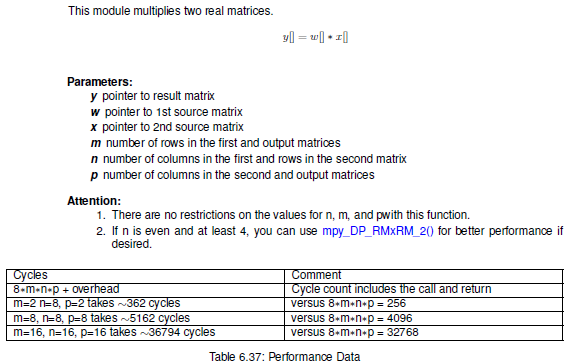 This module multiplies two real matrices.
y[] = w[] ∗ x[]
Parameters:
y pointer to result matrix
w pointer to 1st source matrix
x pointer to 2nd source matrix
m number of rows in the first and output matrices
n number of columns in the first and rows in the second matrix
p number of columns in the second and output matrices
Attention:
1. There are no restrictions on the values for n, m, and pwith this function.
2. If n is even and at least 4, you can use mpy_DP_RMxRM_2() for better performance if
desired.
Cycles Comment
8∗m∗n∗p + overhead Cycle count includes the call and return
m=2 n=8, p=2 takes ∼362 cycles versus 8∗m∗n∗p = 256
m=8, n=8, p=8 takes ∼5162 cycles versus 8∗m∗n∗p = 4096
m=16, n=16, p=16 takes ∼36794 cycles versus 8∗m∗n∗p = 32768
Table 6.37: Performance Data